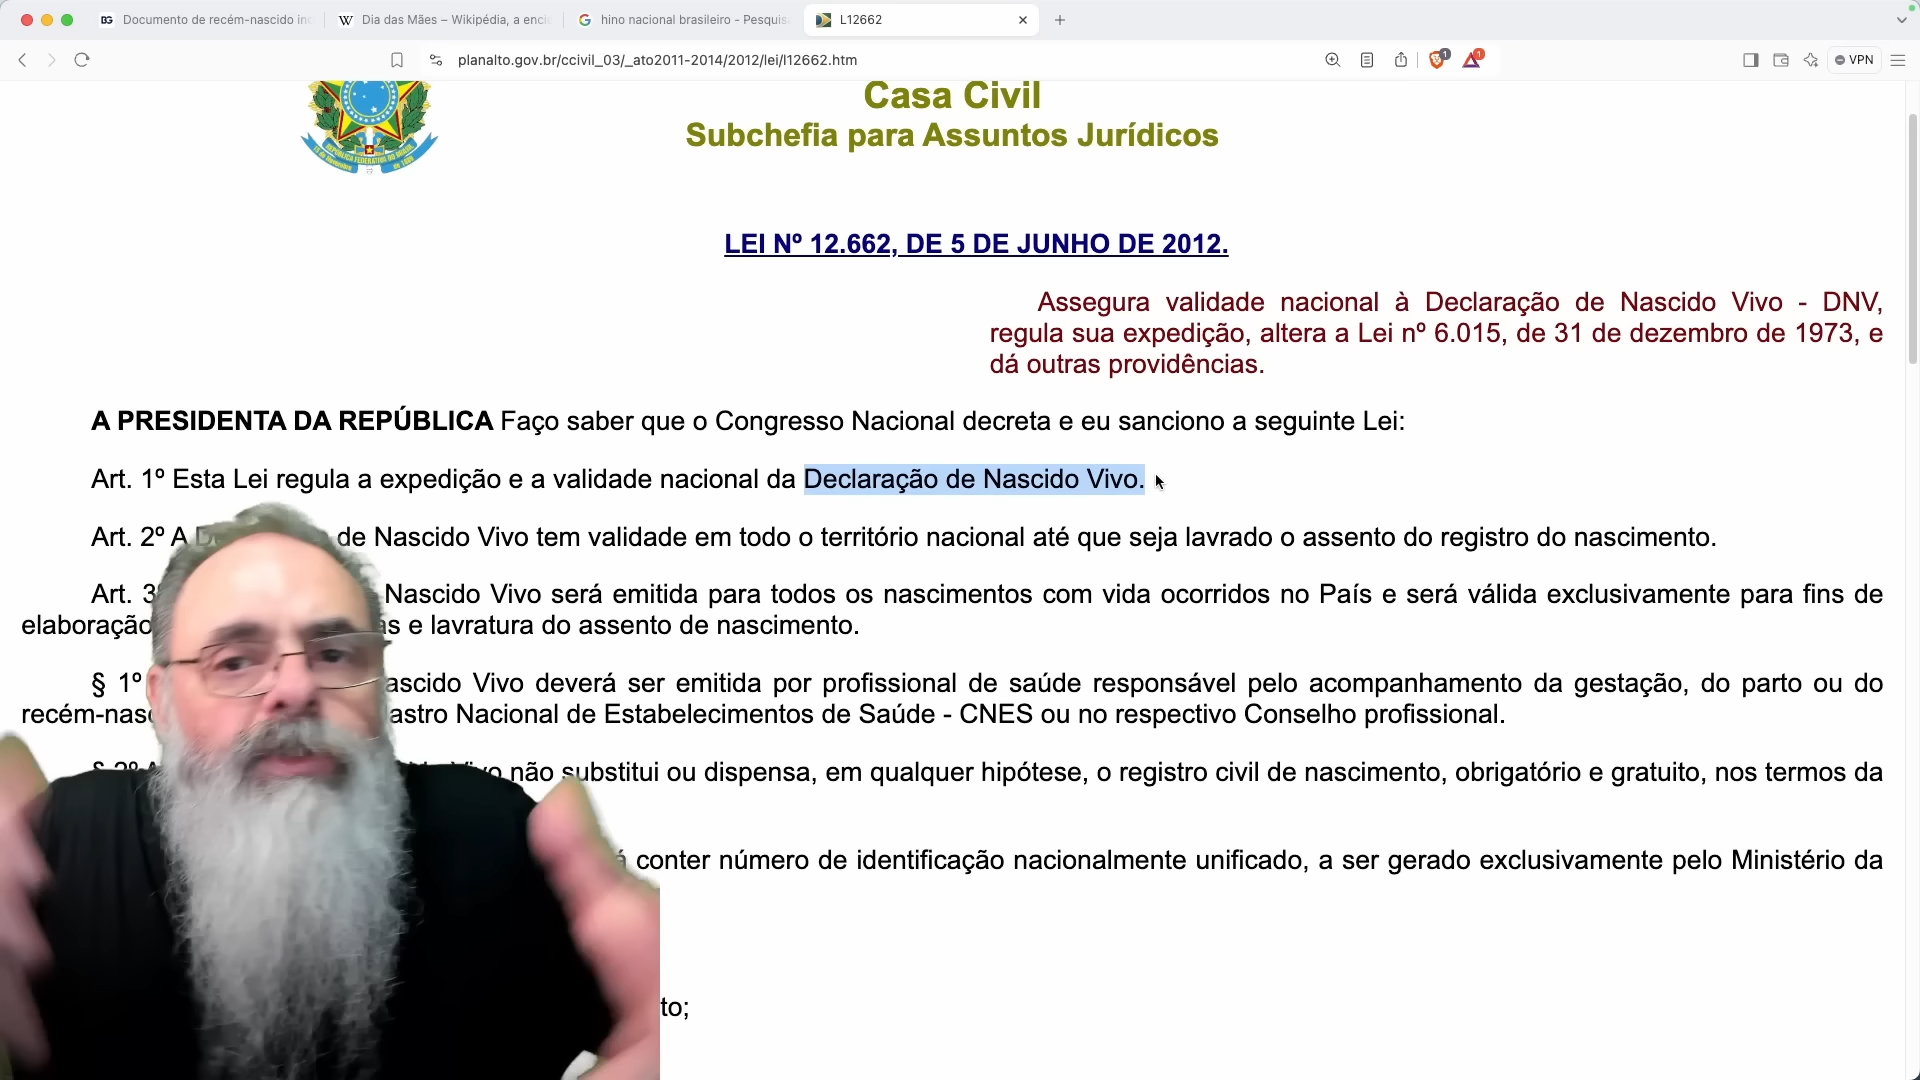 Documento de recém-nascido in
Dia das Mães – Wikipédia, a enci
hino nacional brasileiro - Pesquis
L12662
planalto.gov.br/ccivil_03/_ato2011-2014/2012/lei/l12662.htm
1
1
VPN
Casa Civil
Subchefia para Assuntos Jurídicos
LEI Nº 12.662, DE 5 DE JUNHO DE 2012.
Assegura validade nacional à Declaração de Nascido Vivo - DNV,
regula sua expedição, altera a Lei nº 6.015, de 31 de dezembro de 1973, e
dá outras providências.
A PRESIDENTA DA REPÚBLICA Faço saber que o Congresso Nacional decreta e eu sanciono a seguinte Lei:
Art. 1º Esta Lei regula a expedição e a validade nacional da Declaração de Nascido Vivo.
Art. 2º A D de Nascido Vivo tem validade em todo o território nacional até que seja lavrado o assento do registro do nascimento.
Art. 3º Nascido Vivo será emitida para todos os nascimentos com vida ocorridos no País e será válida exclusivamente para fins de
elaboração as e lavratura do assento de nascimento.
§ 1º ascido Vivo deverá ser emitida por profissional de saúde responsável pelo acompanhamento da gestação, do parto ou do
recém-nasc astro Nacional de Estabelecimentos de Saúde - CNES ou no respectivo Conselho profissional.
§ 2º A Vivo não substitui ou dispensa, em qualquer hipótese, o registro civil de nascimento, obrigatório e gratuito, nos termos da
á conter número de identificação nacionalmente unificado, a ser gerado exclusivamente pelo Ministério da
to;